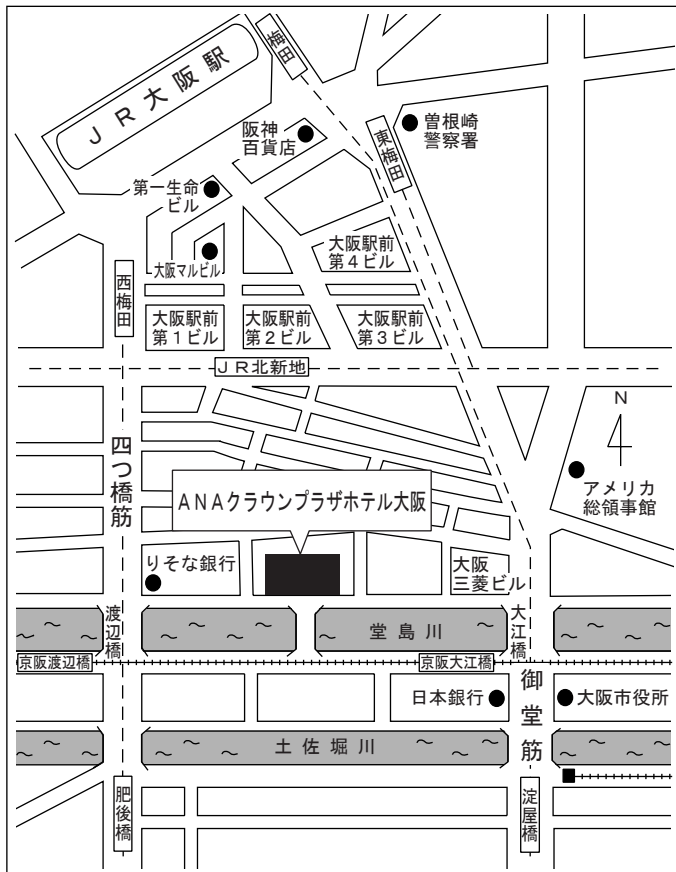 梅田
JR大阪駅
阪神
百貨店
曽根崎
警察署
東梅田
第一生命
ビル
大阪駅前
第4ビル
大阪マルビル
西梅田
大阪駅前
第1ビル
大阪駅前
第2ビル
大阪駅前
第3ビル
JR北新地
N
四つ橋筋
アメリカ
総領事館
ANAクラウンプラザホテル大阪
りそな銀行
大阪
三菱ビル
渡辺橋
堂島川
大江橋
京阪渡辺橋
京阪大江橋
日本銀行
御堂筋
大阪市役所
土佐堀川
肥後橋
淀屋橋